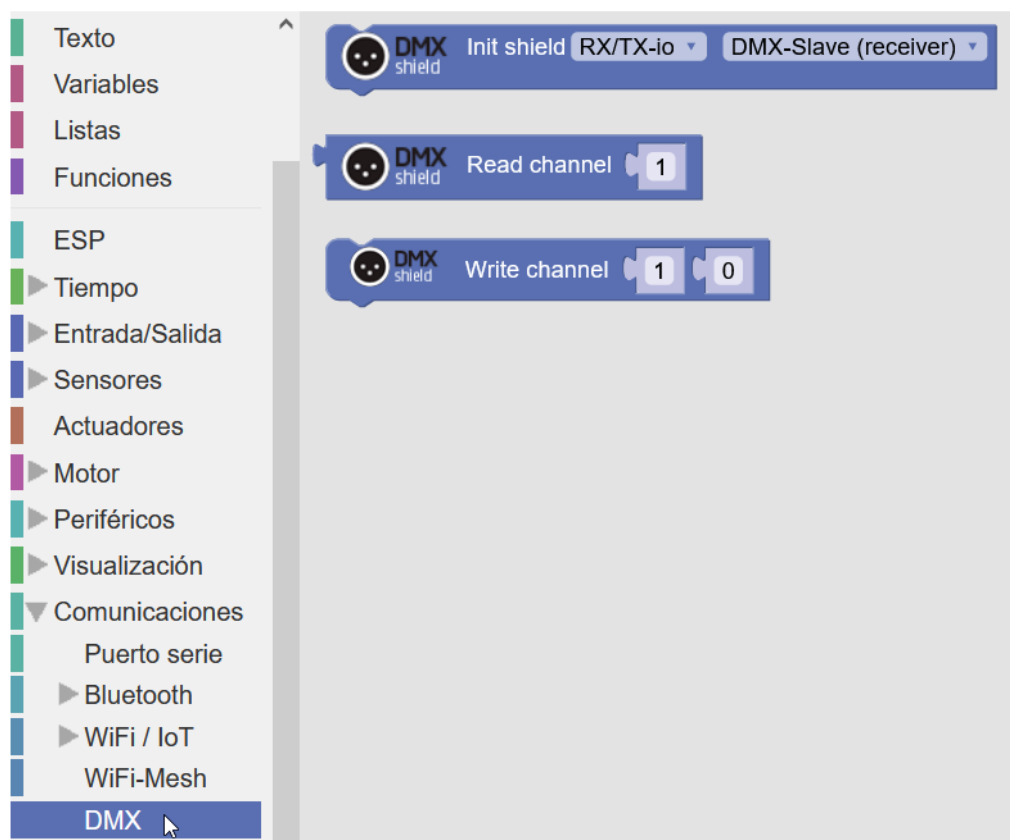 Texto
Variables
Listas
Funciones
ESP
Tiempo
Entrada/Salida
Sensores
Actuadores
Motor
Periféricos
Visualización
Comunicaciones
Puerto serie
Bluetooth
WiFi / IoT
WiFi-Mesh
DMX
DMX shield Init shield RX/TX-io DMX-Slave (receiver)
DMX shield Read channel 1
DMX shield Write channel 1 0